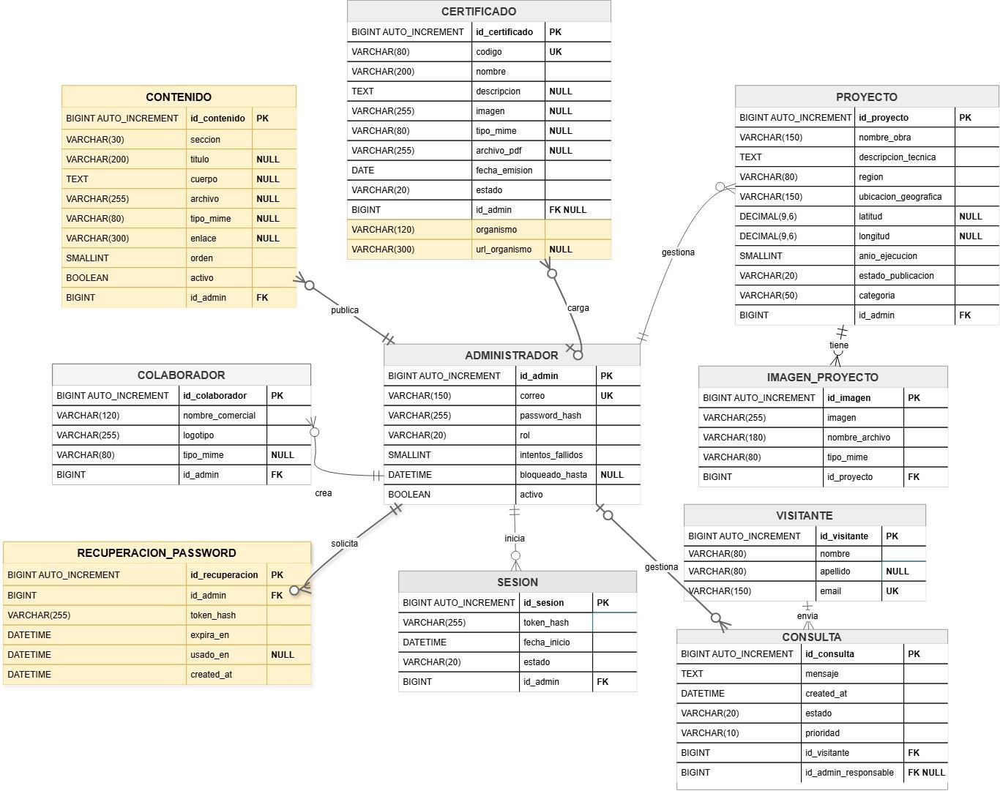 CERTIFICADO
BIGINT AUTO_INCREMENT id_certificado PK
VARCHAR(80) codigo UK
VARCHAR(200) nombre
TEXT descripcion NULL
VARCHAR(255) imagen NULL
VARCHAR(80) tipo_mime NULL
VARCHAR(255) archivo_pdf NULL
DATE fecha_emision
VARCHAR(20) estado
BIGINT id_admin FK NULL
VARCHAR(120) organismo
VARCHAR(300) url_organismo NULL
CONTENIDO
BIGINT AUTO_INCREMENT id_contenido PK
VARCHAR(30) seccion
VARCHAR(200) titulo NULL
TEXT cuerpo NULL
VARCHAR(255) archivo NULL
VARCHAR(80) tipo_mime NULL
VARCHAR(300) enlace NULL
SMALLINT orden
BOOLEAN activo
BIGINT id_admin FK
PROYECTO
BIGINT AUTO_INCREMENT id_proyecto PK
VARCHAR(150) nombre_obra
TEXT descripcion_tecnica
VARCHAR(80) region
VARCHAR(150) ubicacion_geografica
DECIMAL(9,6) latitud NULL
DECIMAL(9,6) longitud NULL
SMALLINT anio_ejecucion
VARCHAR(20) estado_publicacion
VARCHAR(50) categoria
BIGINT id_admin FK
gestiona
publica
carga
tiene
ADMINISTRADOR
BIGINT AUTO_INCREMENT id_admin PK
VARCHAR(150) correo UK
VARCHAR(255) password_hash
VARCHAR(20) rol
SMALLINT intentos_fallidos
DATETIME bloqueado_hasta NULL
BOOLEAN activo
COLABORADOR
BIGINT AUTO_INCREMENT id_colaborador PK
VARCHAR(120) nombre_comercial
VARCHAR(255) logotipo
VARCHAR(80) tipo_mime NULL
BIGINT id_admin FK
crea
IMAGEN_PROYECTO
BIGINT AUTO_INCREMENT id_imagen PK
VARCHAR(255) imagen
VARCHAR(180) nombre_archivo
VARCHAR(80) tipo_mime
BIGINT id_proyecto FK
solicita
inicia
gestiona
VISITANTE
BIGINT AUTO_INCREMENT id_visitante PK
VARCHAR(80) nombre
VARCHAR(80) apellido NULL
VARCHAR(150) email UK
envia
RECUPERACION_PASSWORD
BIGINT AUTO_INCREMENT id_recuperacion PK
BIGINT id_admin FK
VARCHAR(255) token_hash
DATETIME expira_en
DATETIME usado_en NULL
DATETIME created_at
SESION
BIGINT AUTO_INCREMENT id_sesion PK
VARCHAR(255) token_hash
DATETIME fecha_inicio
VARCHAR(20) estado
BIGINT id_admin FK
CONSULTA
BIGINT AUTO_INCREMENT id_consulta PK
TEXT mensaje
DATETIME created_at
VARCHAR(20) estado
VARCHAR(10) prioridad
BIGINT id_visitante FK
BIGINT id_admin_responsable FK NULL